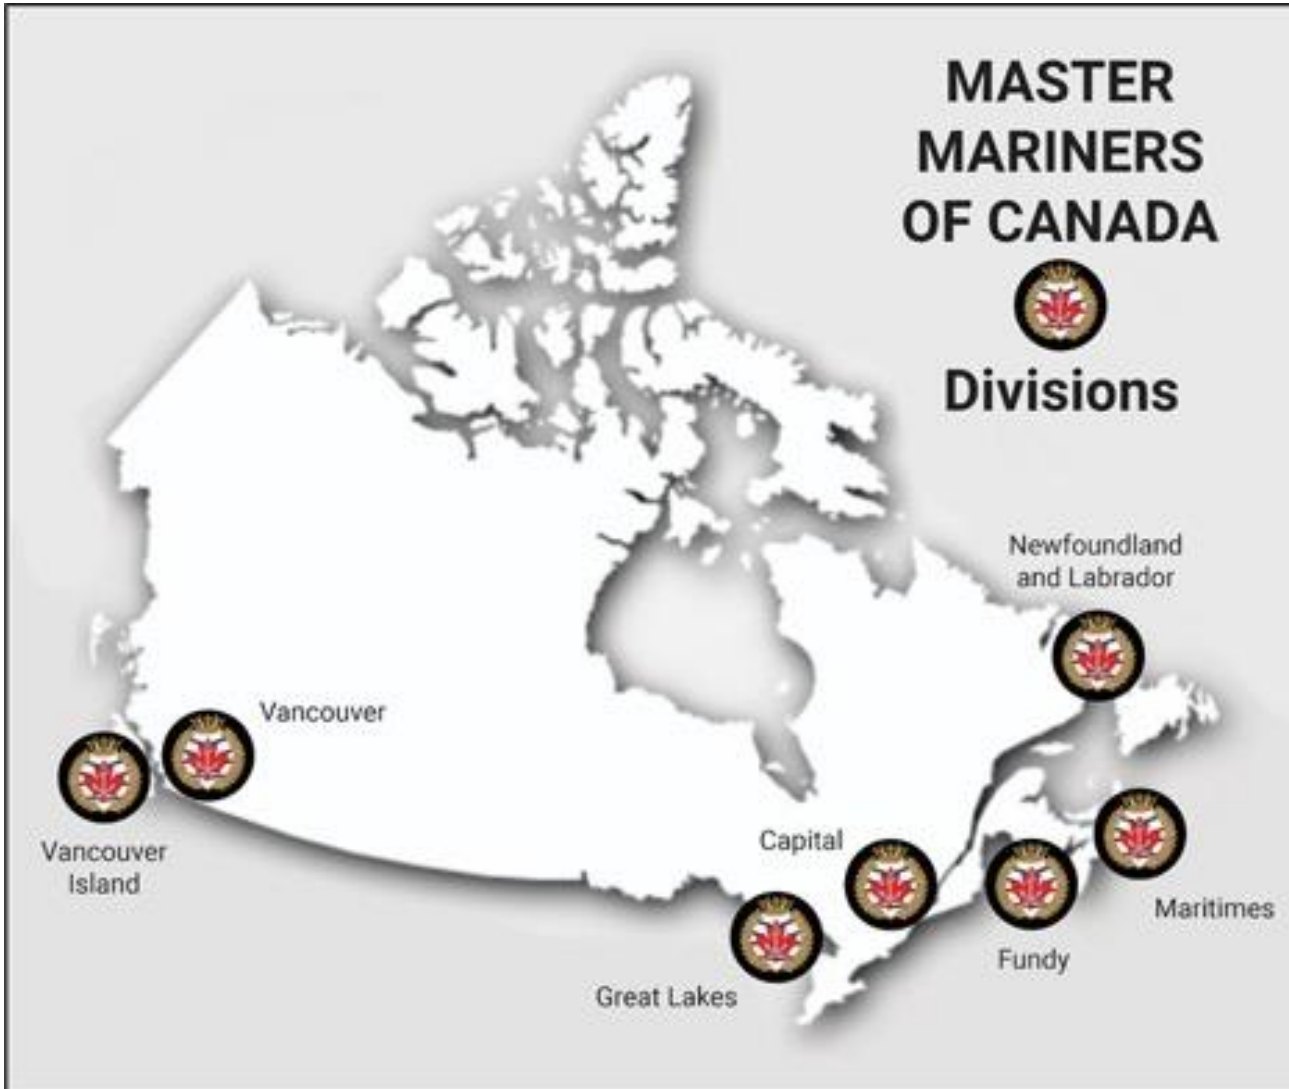 MASTER
MARINERS
OF CANADA
Divisions
Newfoundland
and Labrador
Vancouver
Vancouver
Island
Capital
Maritimes
Fundy
Great Lakes